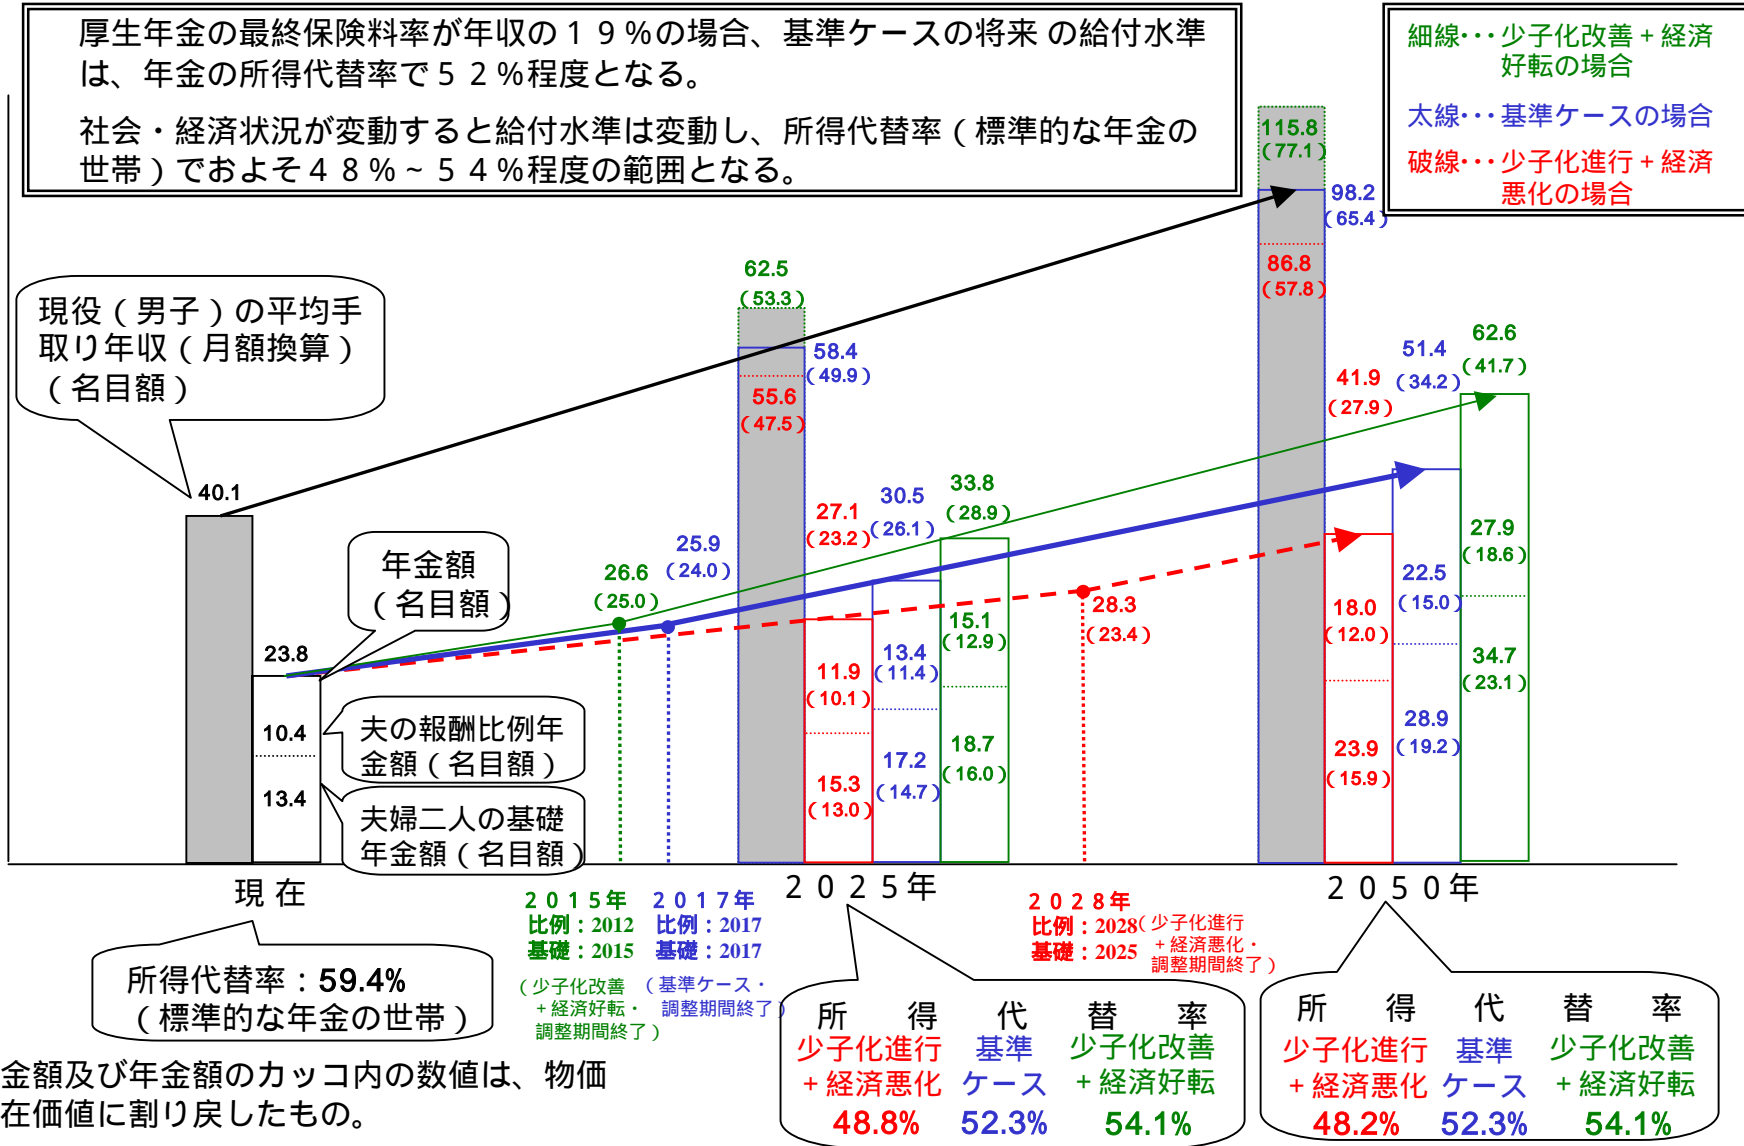 厚生年金の最終保険料率が年収の１９%の場合、基準ケースの将来 の給付水準
は、年金の所得代替率で５２%程度となる。
社会・経済状況が変動すると給付水準は変動し、所得代替率（標準的な年金の
世帯）でおよそ４８%～５４%程度の範囲となる。
細線･･･少子化改善＋経済
好転の場合
太線･･･基準ケースの場合
破線･･･少子化進行＋経済
悪化の場合
現役（男子）の平均手
取り年収（月額換算）
（名目額）
40.1
年金額
（名目額）
23.8
10.4
13.4
夫の報酬比例年
金額（名目額）
夫婦二人の基礎
年金額（名目額）
26.6
（25.0）
25.9
（24.0）
62.5
（53.3）
58.4
（49.9）
55.6
（47.5）
27.1
（23.2）
30.5
（26.1）
33.8
（28.9）
11.9
（10.1）
15.3
（13.0）
13.4
（11.4）
17.2
（14.7）
15.1
（12.9）
18.7
（16.0）
28.3
（23.4）
115.8
（77.1）
98.2
（65.4）
86.8
（57.8）
41.9
（27.9）
51.4
（34.2）
62.6
（41.7）
18.0
（12.0）
23.9
（15.9）
22.5
（15.0）
28.9
（19.2）
27.9
（18.6）
34.7
（23.1）
現在
２０１５年
比例：2012
基礎：2015
（少子化改善
＋経済好転・
調整期間終了）
２０１７年
比例：2017
基礎：2017
（基準ケース・
調整期間終了）
２０２５年
２０２８年
比例：2028
基礎：2025
（少子化進行
＋経済悪化・
調整期間終了）
２０５０年
所得代替率：59.4%
（標準的な年金の世帯）
所 得 代 替 率
少子化進行 基準 少子化改善
＋経済悪化 ケース ＋経済好転
48.8% 52.3% 54.1%
所 得 代 替 率
少子化進行 基準 少子化改善
＋経済悪化 ケース ＋経済好転
48.2% 52.3% 54.1%
金額及び年金額のカッコ内の数値は、物価
在価値に割り戻したもの。